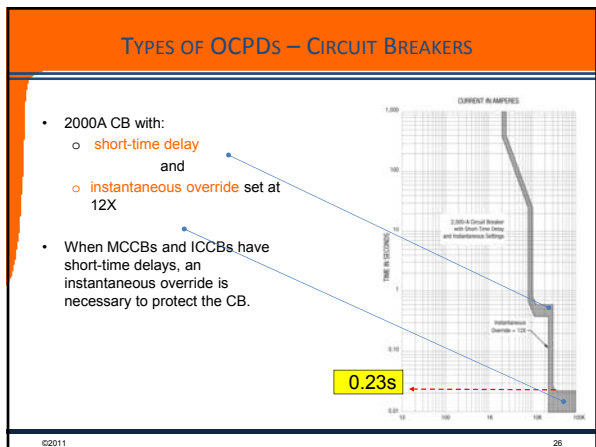 TYPES OF OCPDS – CIRCUIT BREAKERS
• 2000A CB with:
o short-time delay
and
o instantaneous override set at
12X
• When MCCBs and ICCBs have
short-time delays, an
instantaneous override is
necessary to protect the CB.
CURRENT IN AMPERES
1,000
100
10
1
0.10
0.01
TIME IN SECONDS
2,000-A Circuit Breaker
with Short-Time Delay
and Instantaneous Settings
Instantaneous
Override = 12X
0.23s
10
100
1K
10K
100K
©2011
26